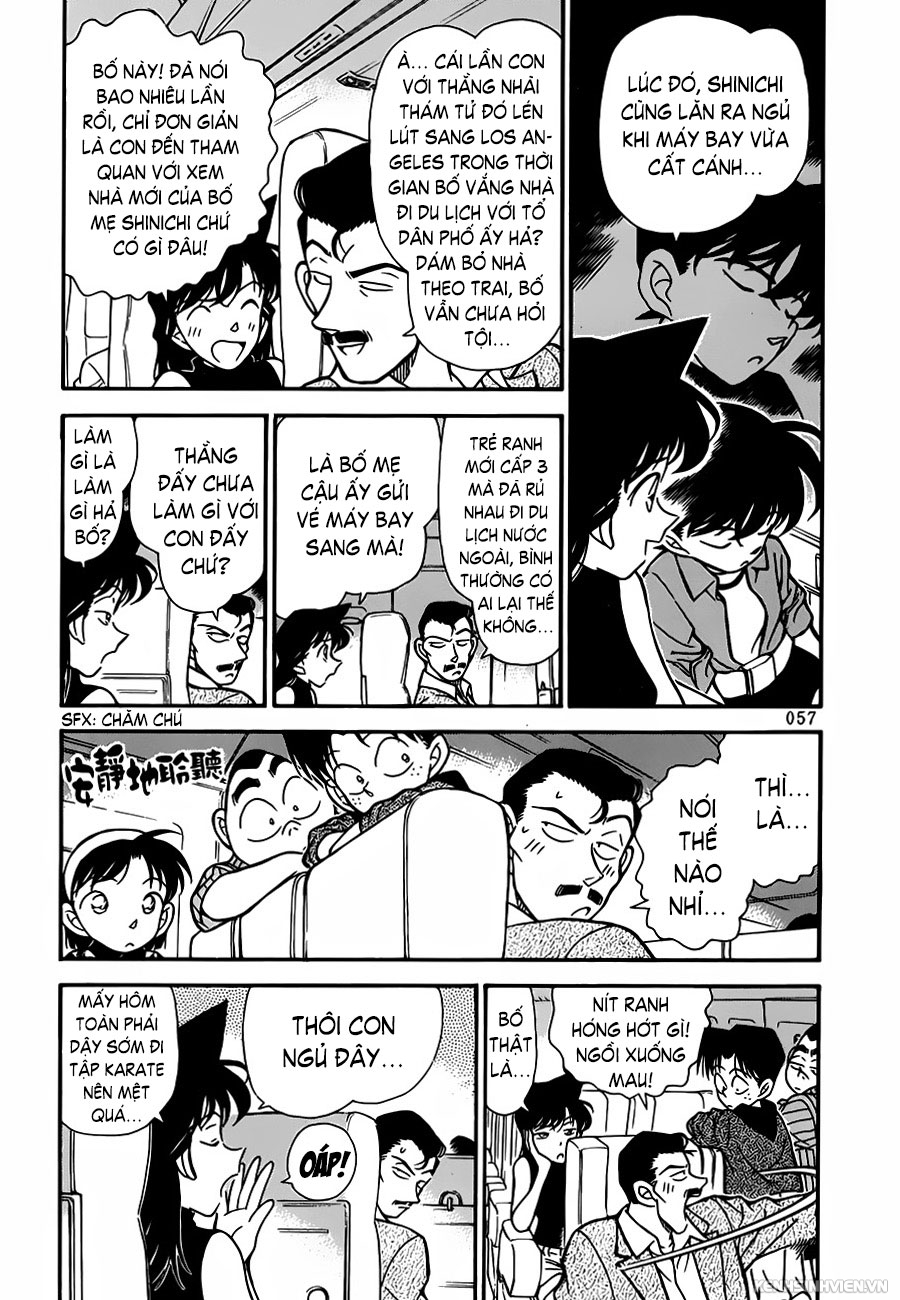 LÚC ĐÓ, SHINICHI
CŨNG LĂN RA NGỦ
KHI MÁY BAY VỪA
CẤT CÁNH...
À... CÁI LẦN CON
VỚI THẰNG NHÃI
THÁM TỬ ĐÓ LÉN
LÚT SANG LOS AN-
GELES TRONG THỜI
GIAN BỐ VẮNG NHÀ
ĐI DU LỊCH VỚI TỔ
DÂN PHỐ ẤY HẢ?
DÁM BỎ NHÀ
THEO TRAI, BỐ
VẪN CHƯA HỎI
TỘI...
BỐ NÀY! ĐÃ NÓI
BAO NHIÊU LẦN
RỒI, CHỈ ĐƠN GIẢN
LÀ CON ĐẾN THAM
QUAN VỚI XEM
NHÀ MỚI CỦA BỐ
MẸ SHINICHI CHỨ
CÓ GÌ ĐÂU!
TRẺ RANH
MỚI CẤP 3
MÀ ĐÃ RỦ
NHAU ĐI DU
LỊCH NƯỚC
NGOÀI, BÌNH
THƯỜNG CÓ
AI LẠI THẾ
KHÔNG...
LÀ BỐ MẸ
CẬU ẤY GỬI
VÉ MÁY BAY
SANG MÀ!
THẰNG
ĐẤY CHƯA
LÀM GÌ VỚI
CON ĐẤY
CHỨ?
LÀM
GÌ LÀ
LÀM
GÌ HẢ
BỐ?
SFX: CHĂM CHÚ
057
THÌ...
LÀ...
NÓI
THẾ
NÀO
NHỈ...
安靜地聆聽
NÍT RANH
HÓNG HỚT GÌ!
NGỒI XUỐNG
MAU!
BỐ
THẬT
LÀ...
THÔI CON
NGỦ ĐÂY...
OÁP!
MẤY HÔM
TOÀN PHẢI
DẬY SỚM ĐI
TẬP KARATE
NÊN MỆT
QUÁ...
KENHSINHVIEN.VN